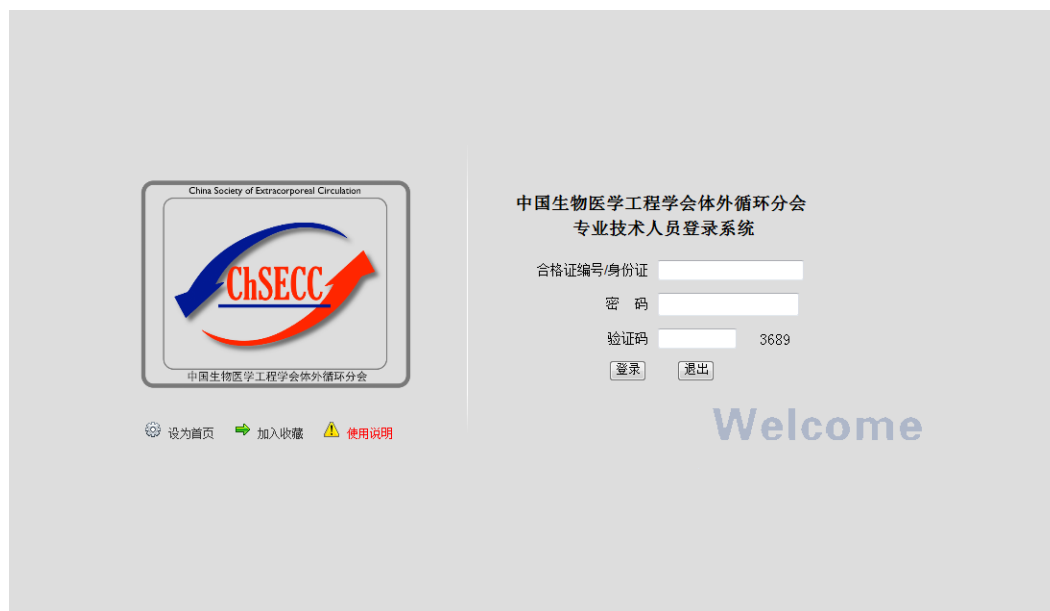 China Society of Extracorporeal Circulation
ChSECC
中国生物医学工程学会体外循环分会
设为首页 加入收藏 使用说明
中国生物医学工程学会体外循环分会
专业技术人员登录系统
合格证编号/身份证
密 码
验证码 3689
登录 退出
Welcome